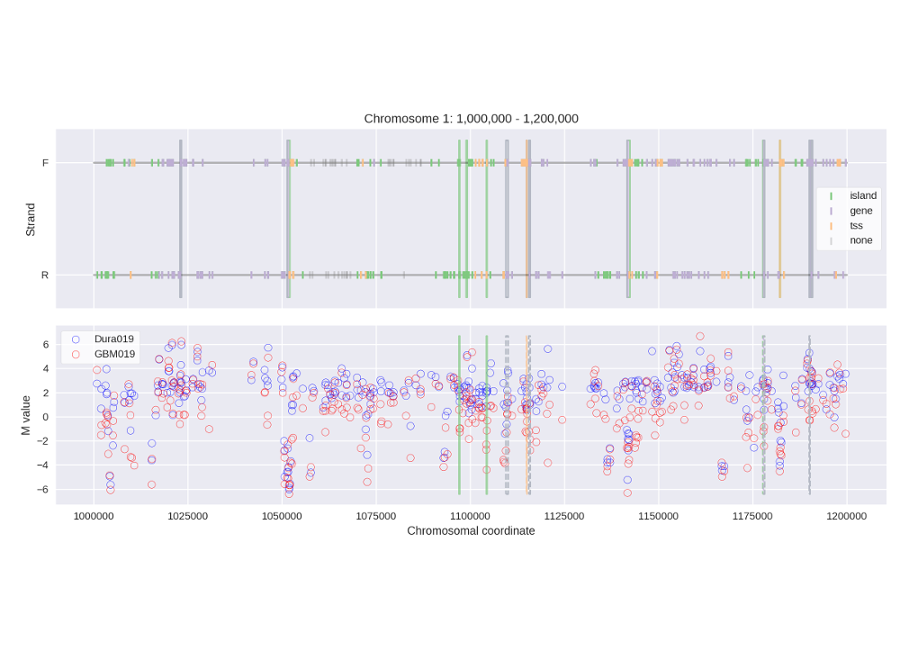 Chromosome 1: 1,000,000 - 1,200,000
F
R
Strand
island
gene
tss
none
Dura019
GBM019
6
4
2
0
−2
−4
−6
M value
1000000 1025000 1050000 1075000 1100000 1125000 1150000 1175000 1200000
Chromosomal coordinate